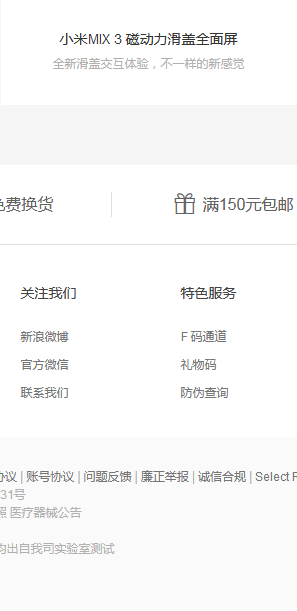 小米MIX 3 磁动力滑盖全面屏
全新滑盖交互体验，不一样的新感觉
免费换货
满150元包邮
关注我们
特色服务
新浪微博
F 码通道
官方微信
礼物码
联系我们
防伪查询
协议 | 账号协议 | 问题反馈 | 廉正举报 | 诚信合规 | Select R
31号
照 医疗器械公告
均出自我司实验室测试